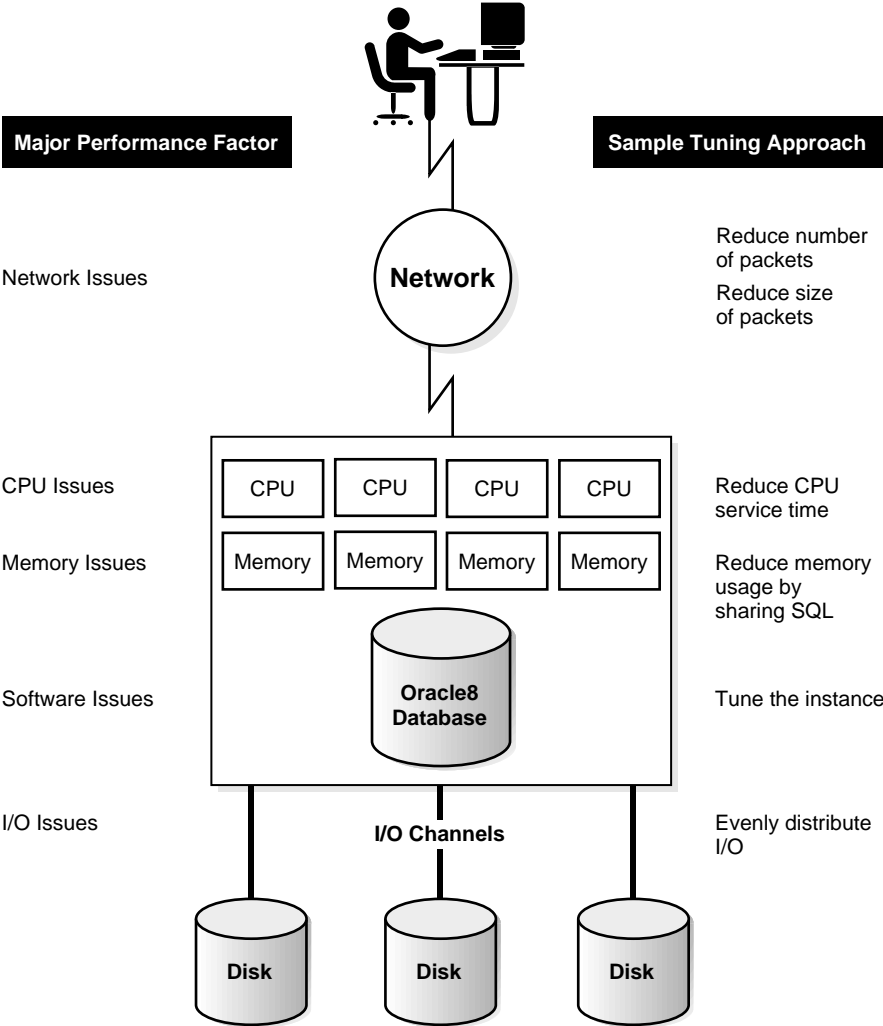 Major Performance Factor
Sample Tuning Approach
Network Issues
Network
Reduce number
of packets
Reduce size
of packets
CPU Issues
CPU
CPU
CPU
CPU
Reduce CPU
service time
Memory Issues
Memory
Memory
Memory
Memory
Reduce memory
usage by
sharing SQL
Software Issues
Oracle8
Database
Tune the instance
I/O Issues
I/O Channels
Evenly distribute
I/O
Disk
Disk
Disk